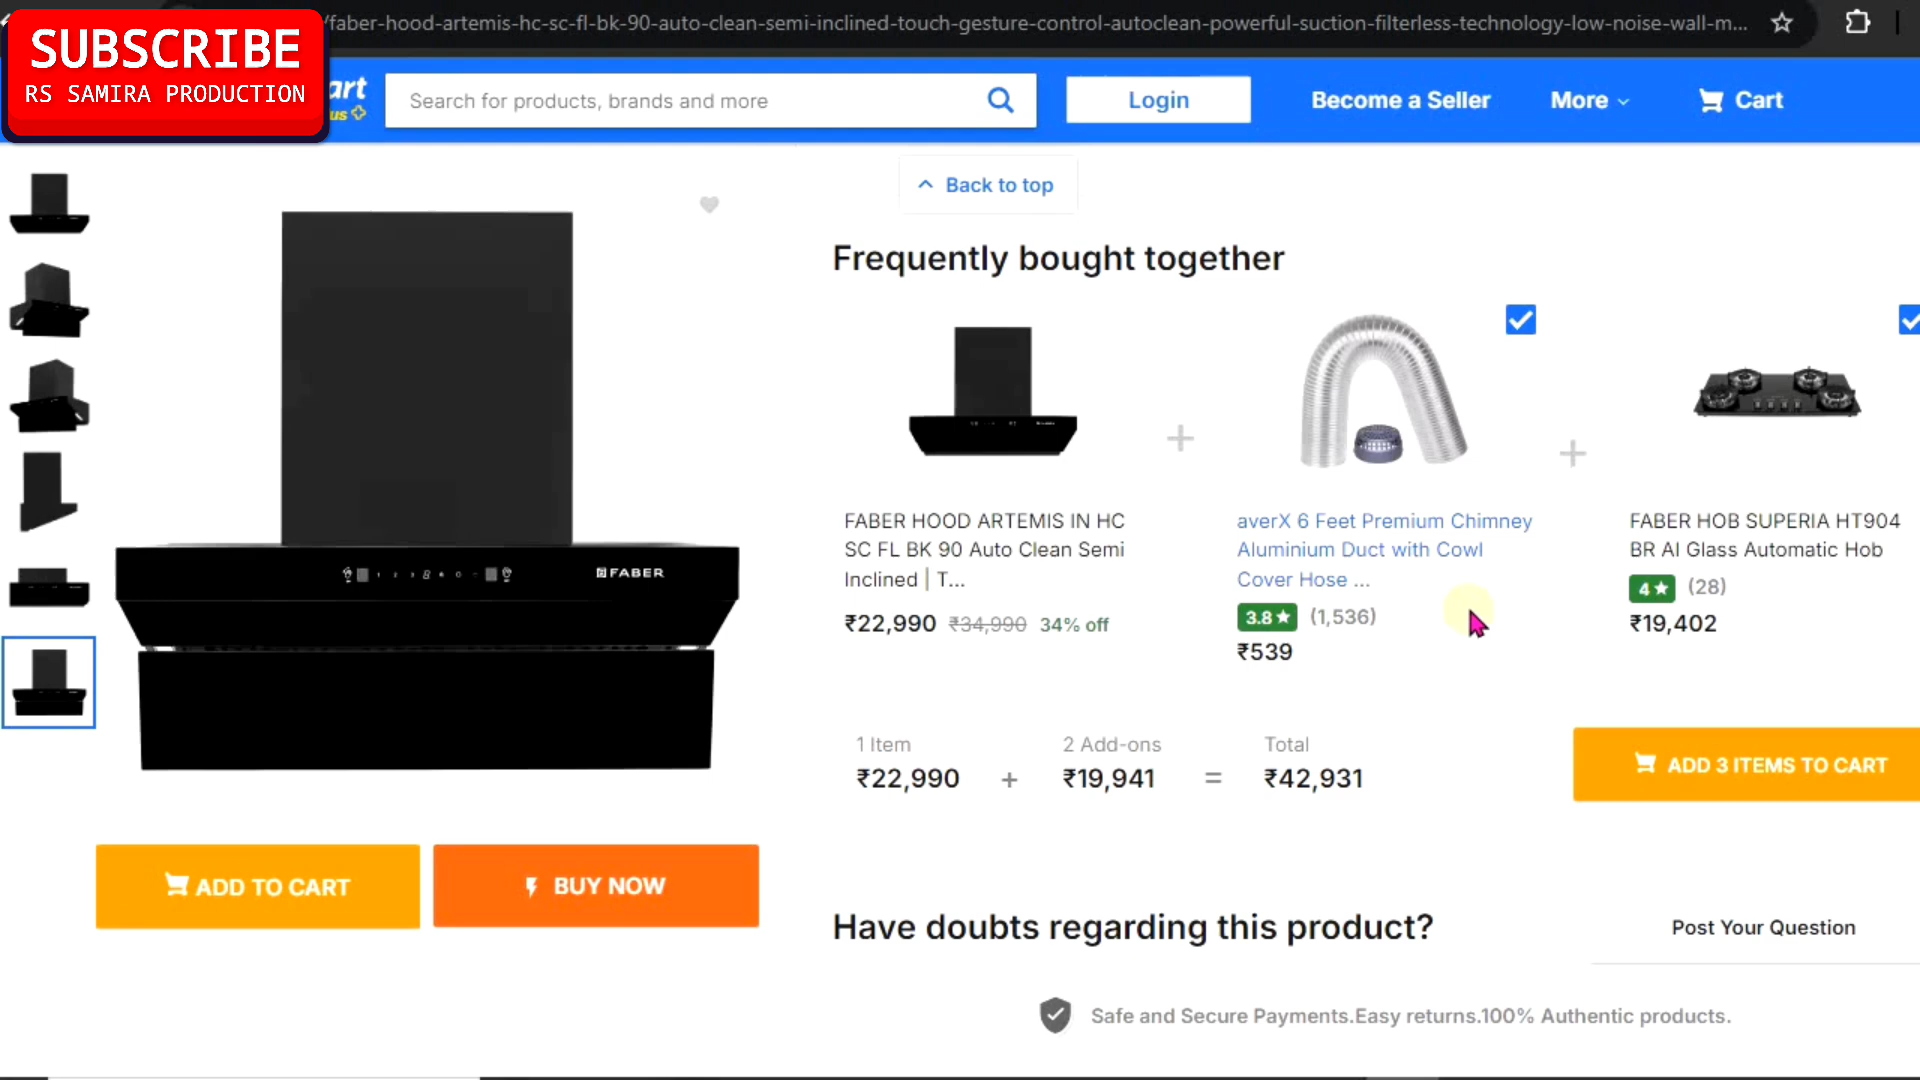 SUBSCRIBE
RS SAMIRA PRODUCTION
/faber-hood-artemis-hc-sc-fl-bk-90-auto-clean-semi-inclined-touch-gesture-control-autoclean-powerful-suction-filterless-technology-low-noise-wall-m...
art
us
Search for products, brands and more
Login
Become a Seller
More
Cart
Back to top
Frequently bought together
FABER
FABER HOOD ARTEMIS IN HC
SC FL BK 90 Auto Clean Semi
Inclined | T...
₹22,990 ₹34,990 34% off
averX 6 Feet Premium Chimney
Aluminium Duct with Cowl
Cover Hose ...
3.8★ (1,536)
₹539
FABER HOB SUPERIA HT904
BR AI Glass Automatic Hob
4★ (28)
₹19,402
1 Item
₹22,990
+
2 Add-ons
₹19,941
=
Total
₹42,931
ADD 3 ITEMS TO CART
ADD TO CART
BUY NOW
Have doubts regarding this product?
Post Your Question
Safe and Secure Payments.Easy returns.100% Authentic products.